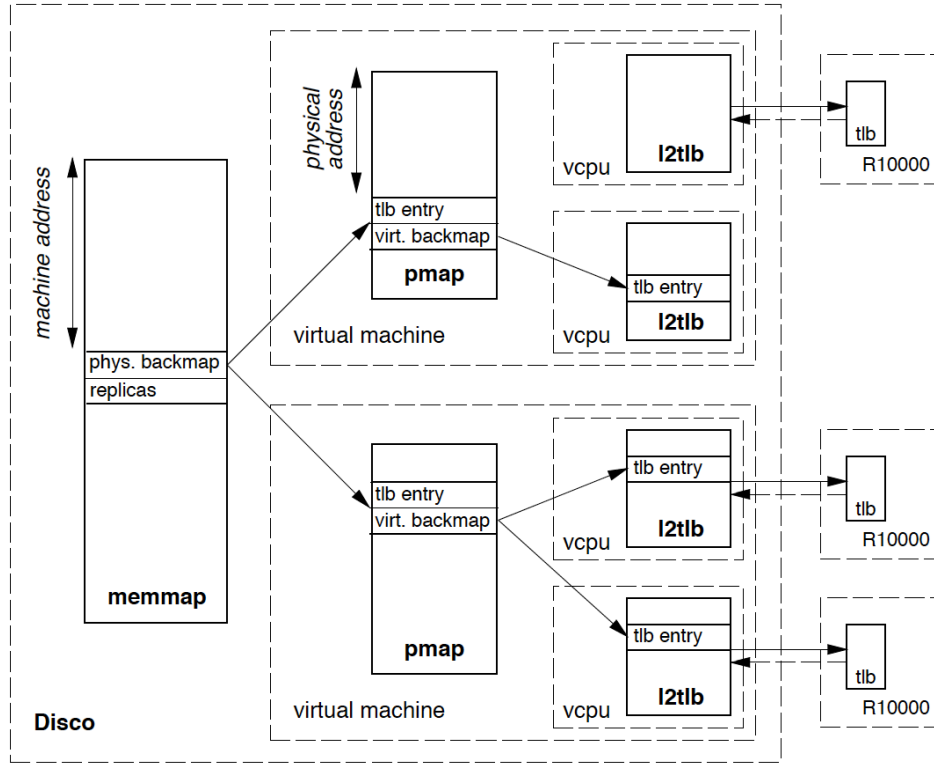 machine address
phys. backmap
replicas
memmap
Disco
physical
address
tlb entry
virt. backmap
pmap
virtual machine
l2tlb
vcpu
tlb entry
l2tlb
vcpu
tlb
R10000
tlb entry
virt. backmap
pmap
virtual machine
tlb entry
l2tlb
vcpu
tlb entry
l2tlb
vcpu
tlb
R10000
tlb
R10000